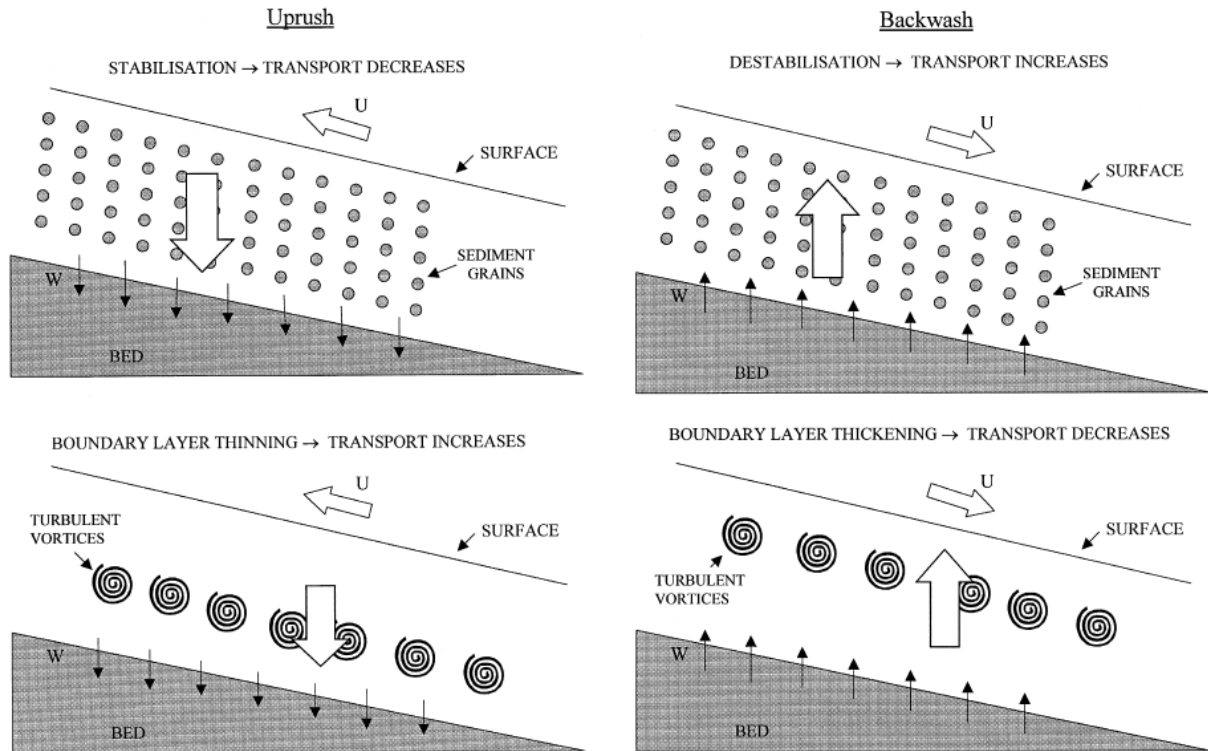 Uprush
Backwash
STABILISATION → TRANSPORT DECREASES
DESTABILISATION → TRANSPORT INCREASES
U
SURFACE
SEDIMENT
GRAINS
W
BED
U
SURFACE
SEDIMENT
GRAINS
W
BED
BOUNDARY LAYER THINNING → TRANSPORT INCREASES
BOUNDARY LAYER THICKENING → TRANSPORT DECREASES
U
SURFACE
TURBULENT
VORTICES
W
BED
U
SURFACE
TURBULENT
VORTICES
W
BED